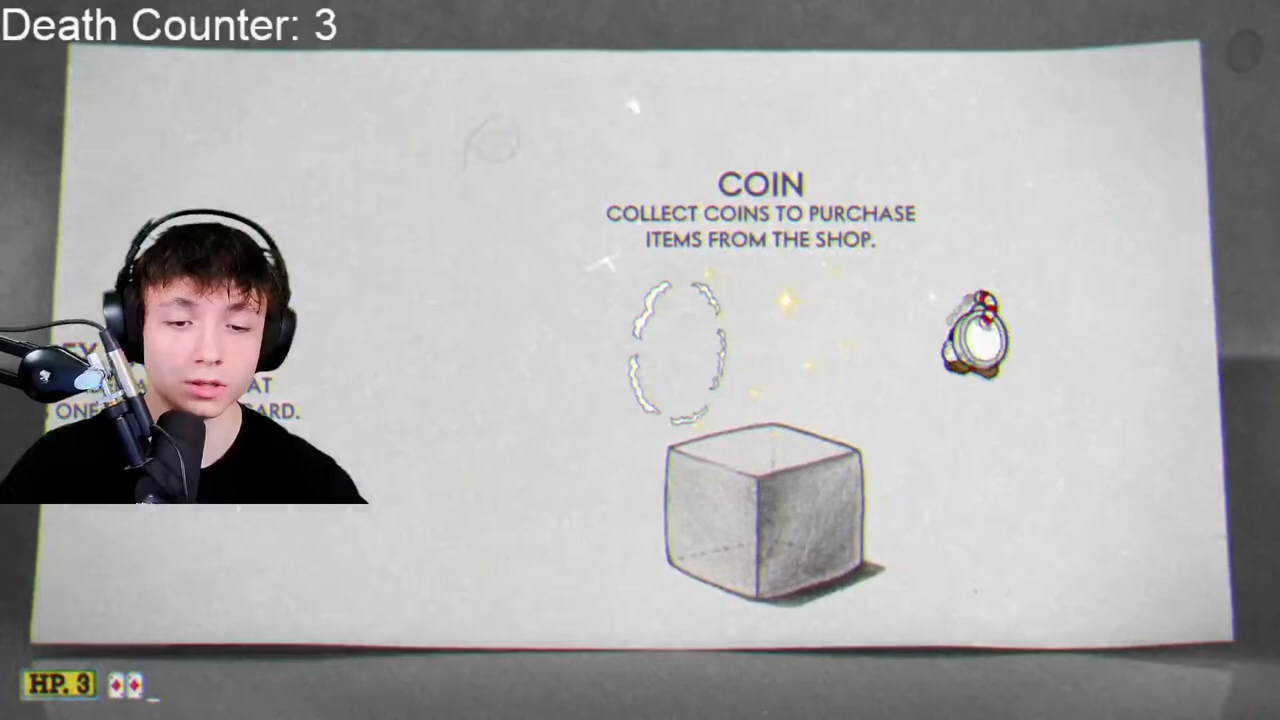 Death Counter: 3
COIN
COLLECT COINS TO PURCHASE
ITEMS FROM THE SHOP.
AT
ONE
ARD.
HP. 3